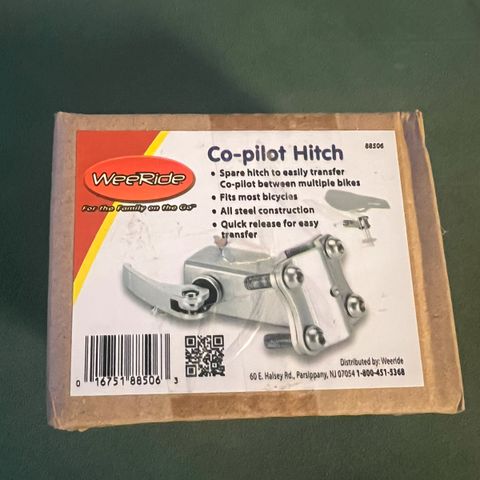 WeeRide
For the Family on the Go™
Co-pilot Hitch
88506
• Spare hitch to easily transfer
Co-pilot between multiple bikes
• Fits most bicycles
• All steel construction
• Quick release for easy
transfer
0 16751 88506 3
Distributed by: Weeride
60 E. Halsey Rd., Parsippany, NJ 07054 1-800-451-5368